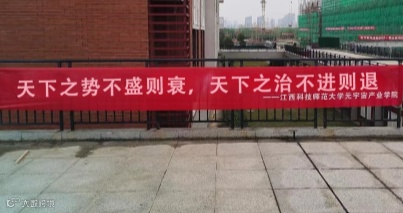 天下之势不盛则衰，天下之治不进则退
——江西科技师范大学元宇宙产业学院